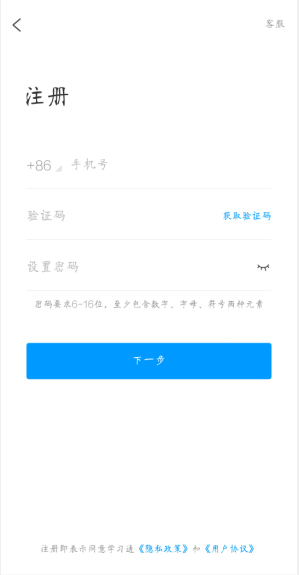 客服
注册
+86 手机号
验证码 获取验证码
设置密码
密码要求6-16位，至少包含数字、字母、符号两种元素
下一步
注册即表示同意学习通《隐私政策》和《用户协议》